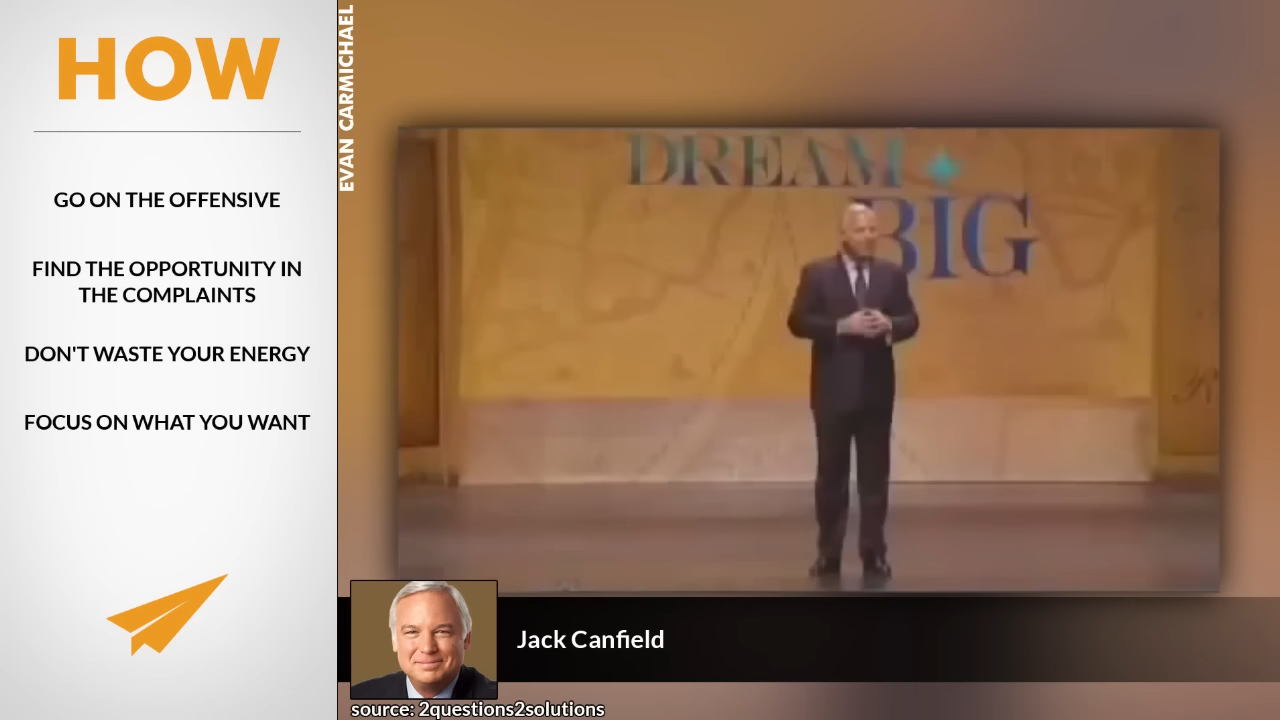 HOW
GO ON THE OFFENSIVE
FIND THE OPPORTUNITY IN
THE COMPLAINTS
DON'T WASTE YOUR ENERGY
FOCUS ON WHAT YOU WANT
EVAN CARMICHAEL
DREAM
BIG
Jack Canfield
source: 2questions2solutions